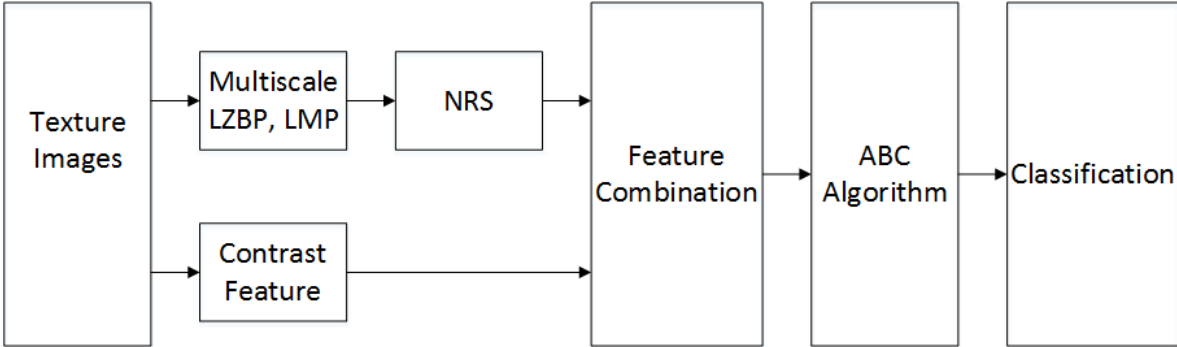 Texture
Images
Multiscale
LZBP, LMP
NRS
Contrast
Feature
Feature
Combination
ABC
Algorithm
Classification